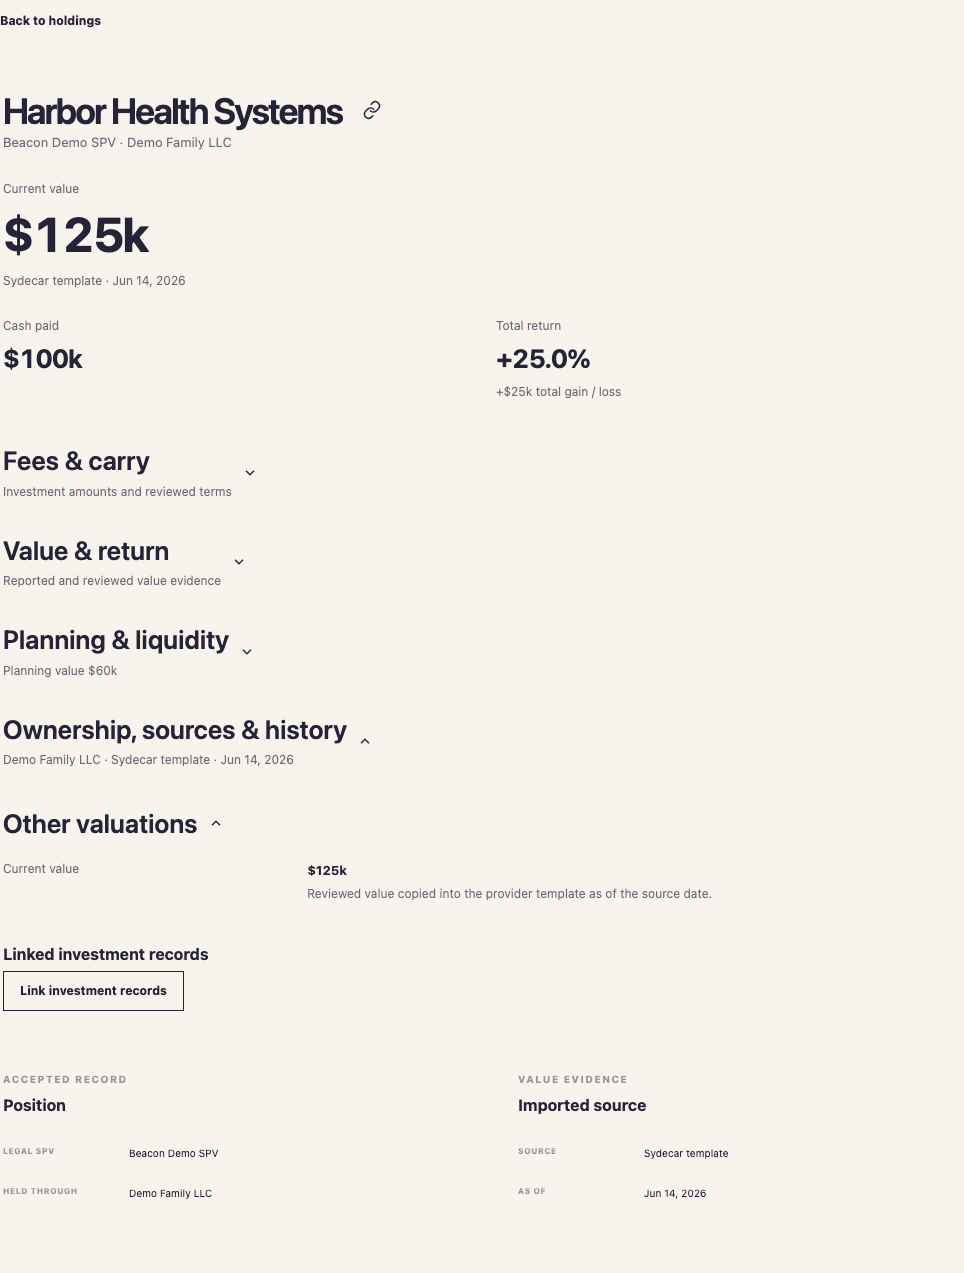 Back to holdings
Harbor Health Systems
Beacon Demo SPV · Demo Family LLC
Current value
$125k
Sydecar template · Jun 14, 2026
Cash paid
$100k
Total return
+25.0%
+$25k total gain / loss
Fees & carry
Investment amounts and reviewed terms
Value & return
Reported and reviewed value evidence
Planning & liquidity
Planning value $60k
Ownership, sources & history
Demo Family LLC · Sydecar template · Jun 14, 2026
Other valuations
Current value
$125k
Reviewed value copied into the provider template as of the source date.
Linked investment records
Link investment records
ACCEPTED RECORD
Position
LEGAL SPV
Beacon Demo SPV
HELD THROUGH
Demo Family LLC
VALUE EVIDENCE
Imported source
SOURCE
Sydecar template
AS OF
Jun 14, 2026